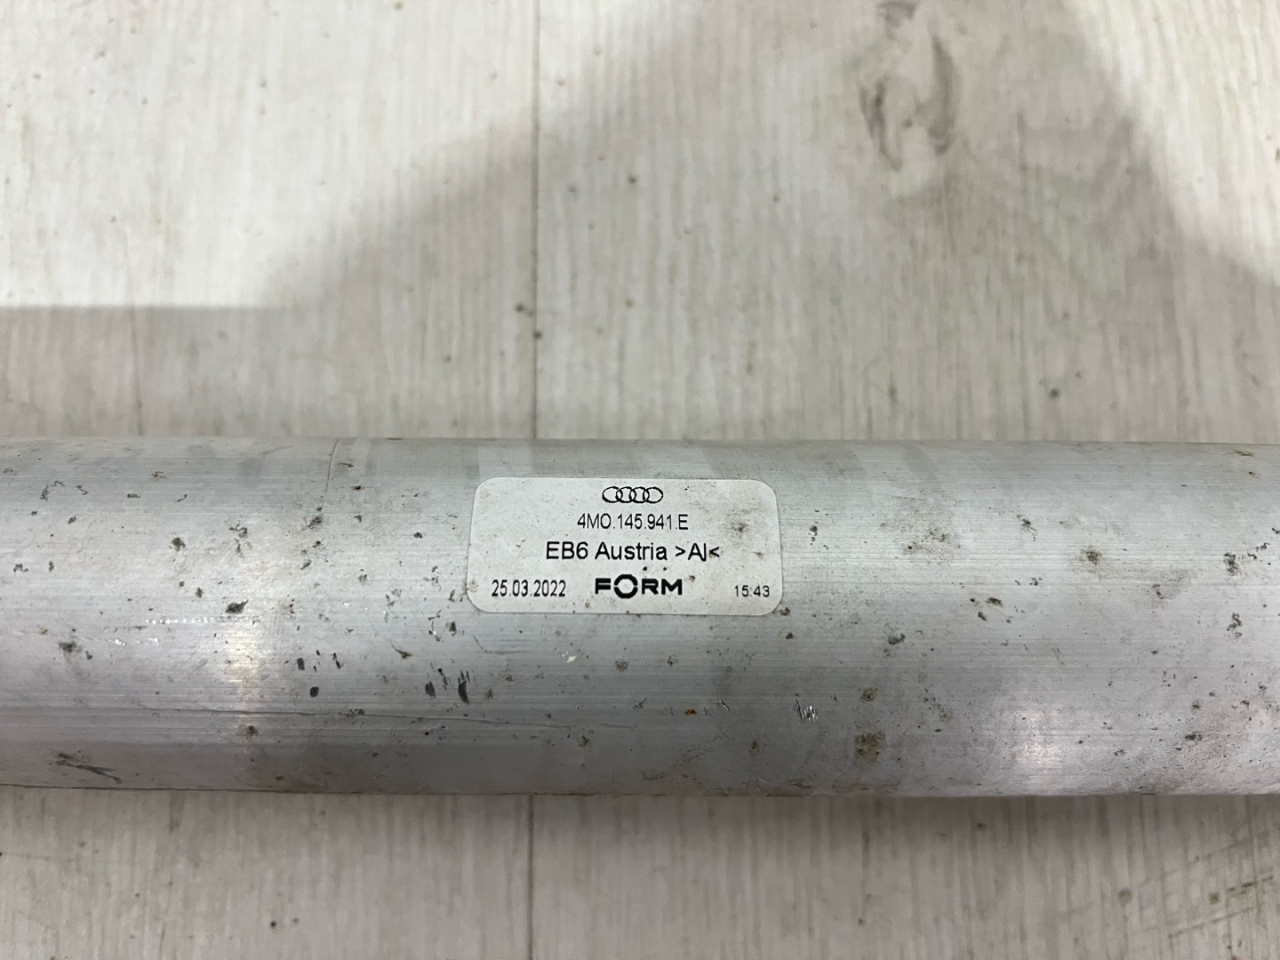 4M0.145.941.E
EB6 Austria >Al<
25.03.2022 FORM 15:43